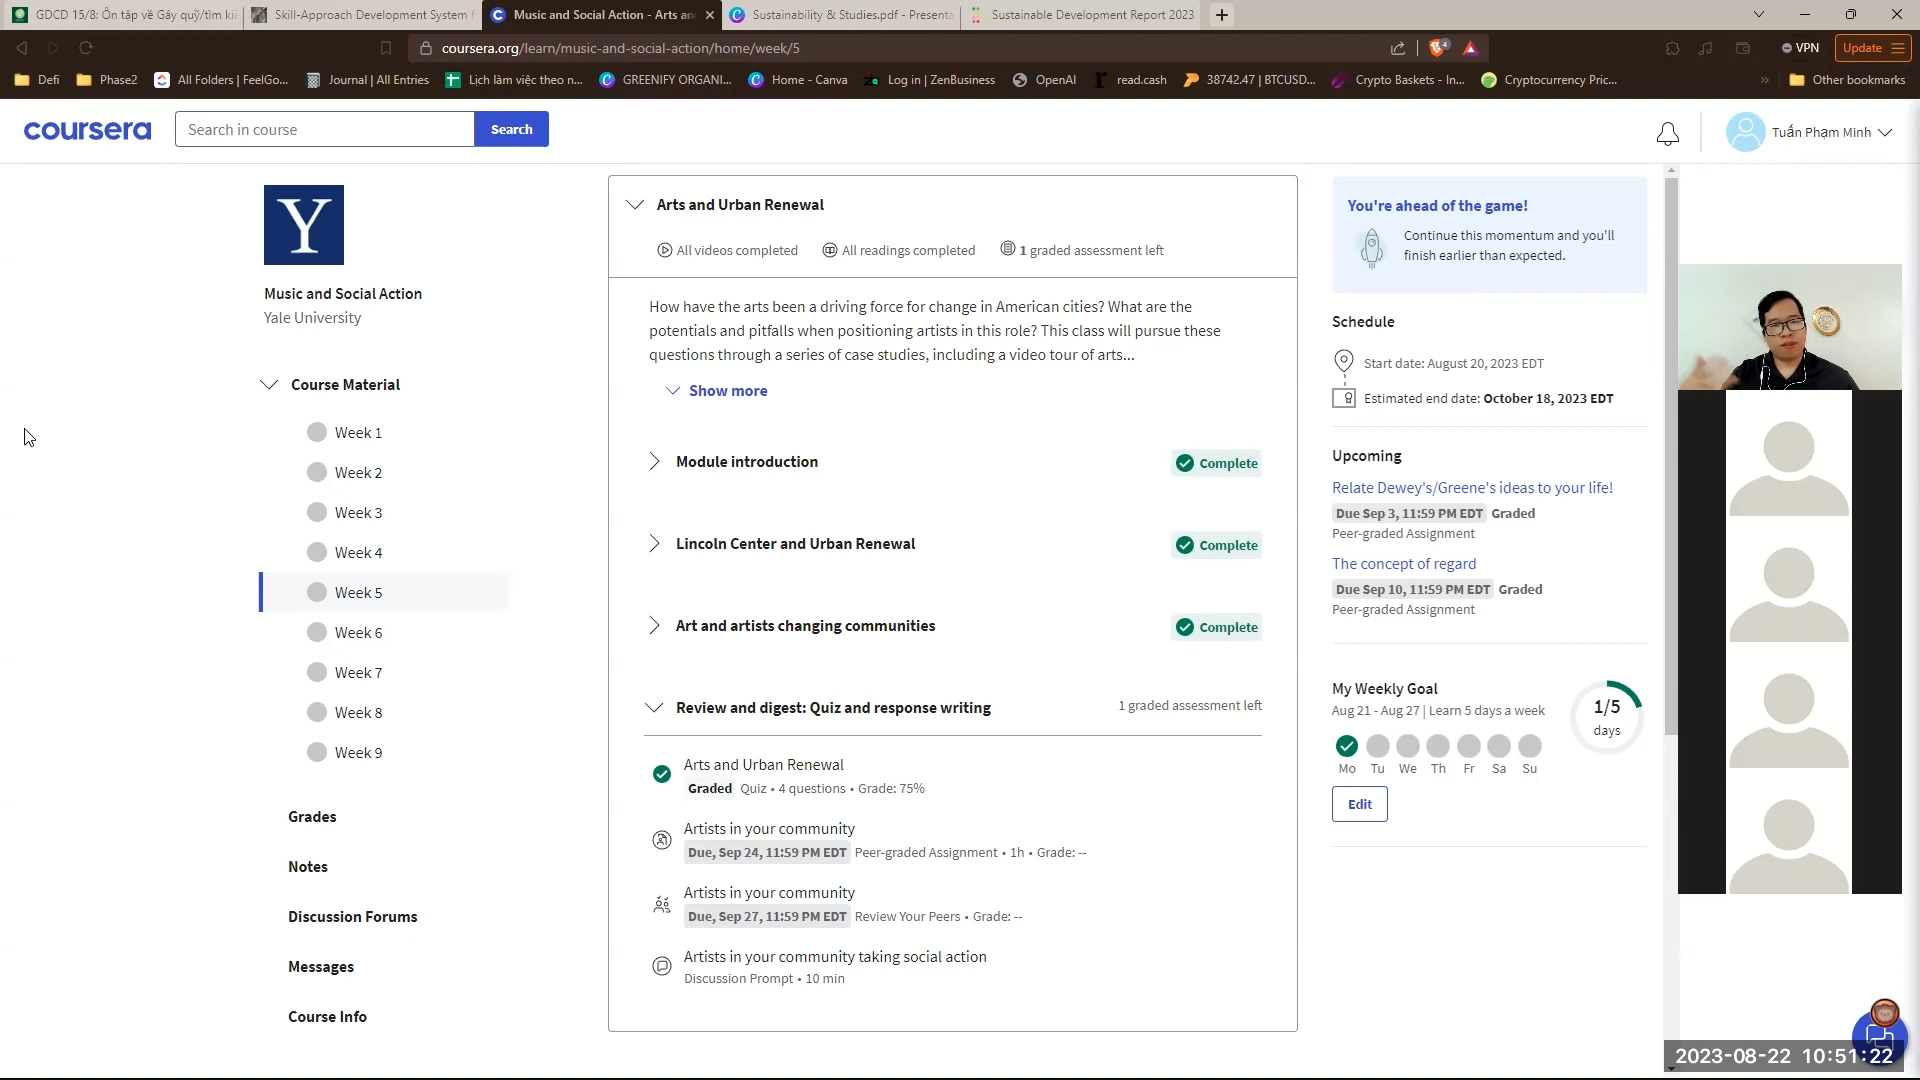 GDCD 15/8: Ôn tập về Gây quỹ/tìm
Skill-Approach Development System
Music and Social Action - Arts an
Sustainability & Studies.pdf - Presenta
Sustainable Development Report 2023
coursera.org/learn/music-and-social-action/home/week/5
4
VPN
Update
Defi
Phase2
All Folders | FeelGo...
Journal | All Entries
Lịch làm việc theo n...
GREENIFY ORGANI...
Home - Canva
Log in | ZenBusiness
OpenAI
read.cash
38742.47 | BTCUSD...
Crypto Baskets - In...
Cryptocurrency Pric...
Other bookmarks
coursera
Search in course
Search
Tuấn Phạm Minh
Y
Music and Social Action
Yale University
Course Material
Week 1
Week 2
Week 3
Week 4
Week 5
Week 6
Week 7
Week 8
Week 9
Grades
Notes
Discussion Forums
Messages
Course Info
Arts and Urban Renewal
All videos completed
All readings completed
1 graded assessment left
How have the arts been a driving force for change in American cities? What are the
potentials and pitfalls when positioning artists in this role? This class will pursue these
questions through a series of case studies, including a video tour of arts...
Show more
Module introduction
Complete
Lincoln Center and Urban Renewal
Complete
Art and artists changing communities
Complete
Review and digest: Quiz and response writing
1 graded assessment left
Arts and Urban Renewal
Graded Quiz • 4 questions • Grade: 75%
Artists in your community
Due, Sep 24, 11:59 PM EDT Peer-graded Assignment • 1h • Grade: --
Artists in your community
Due, Sep 27, 11:59 PM EDT Review Your Peers • Grade: --
Artists in your community taking social action
Discussion Prompt • 10 min
You're ahead of the game!
Continue this momentum and you'll
finish earlier than expected.
Schedule
Start date: August 20, 2023 EDT
Estimated end date: October 18, 2023 EDT
Upcoming
Relate Dewey's/Greene's ideas to your life!
Due Sep 3, 11:59 PM EDT Graded
Peer-graded Assignment
The concept of regard
Due Sep 10, 11:59 PM EDT Graded
Peer-graded Assignment
My Weekly Goal
Aug 21 - Aug 27 | Learn 5 days a week
1/5
days
Mo Tu We Th Fr Sa Su
Edit
2023-08-22 10:51:22